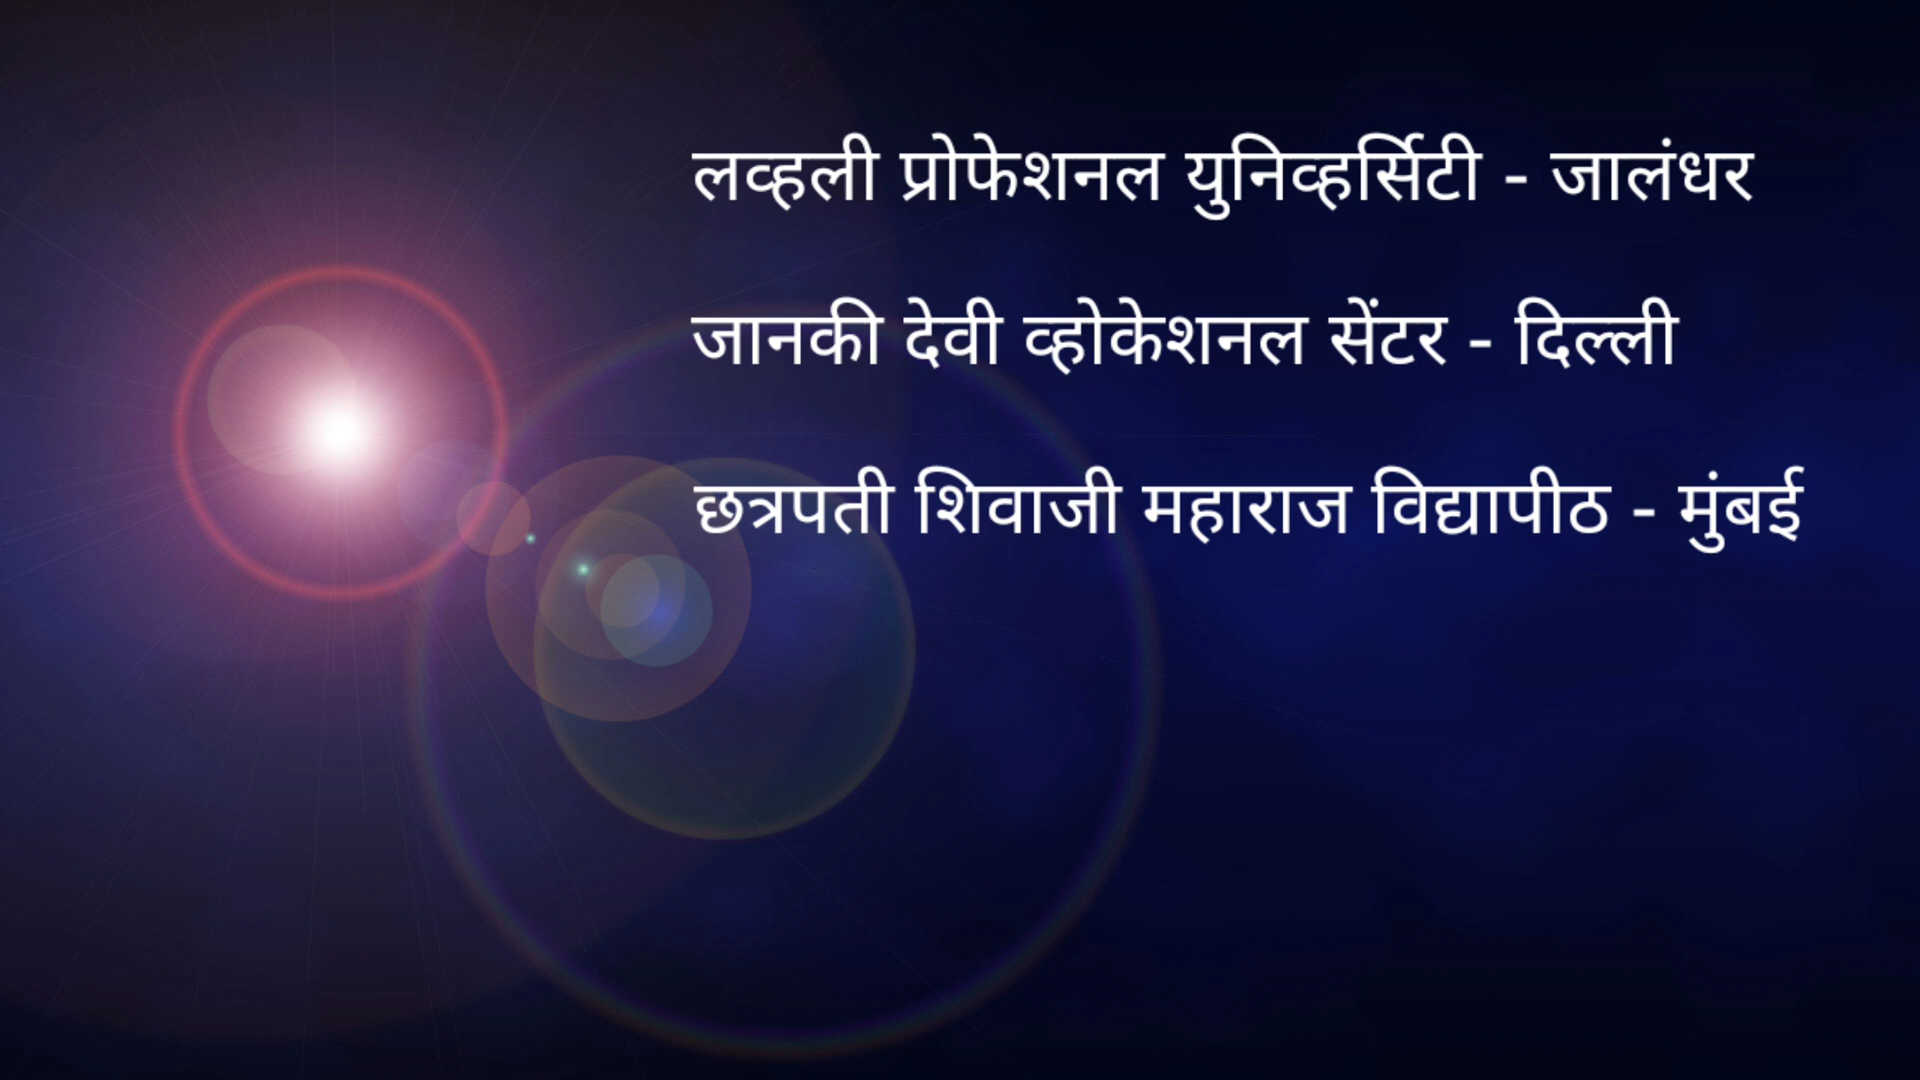 लव्हली प्रोफेशनल युनिव्हर्सिटी - जालंधर
जानकी देवी व्होकेशनल सेंटर - दिल्ली
छत्रपती शिवाजी महाराज विद्यापीठ - मुंबई